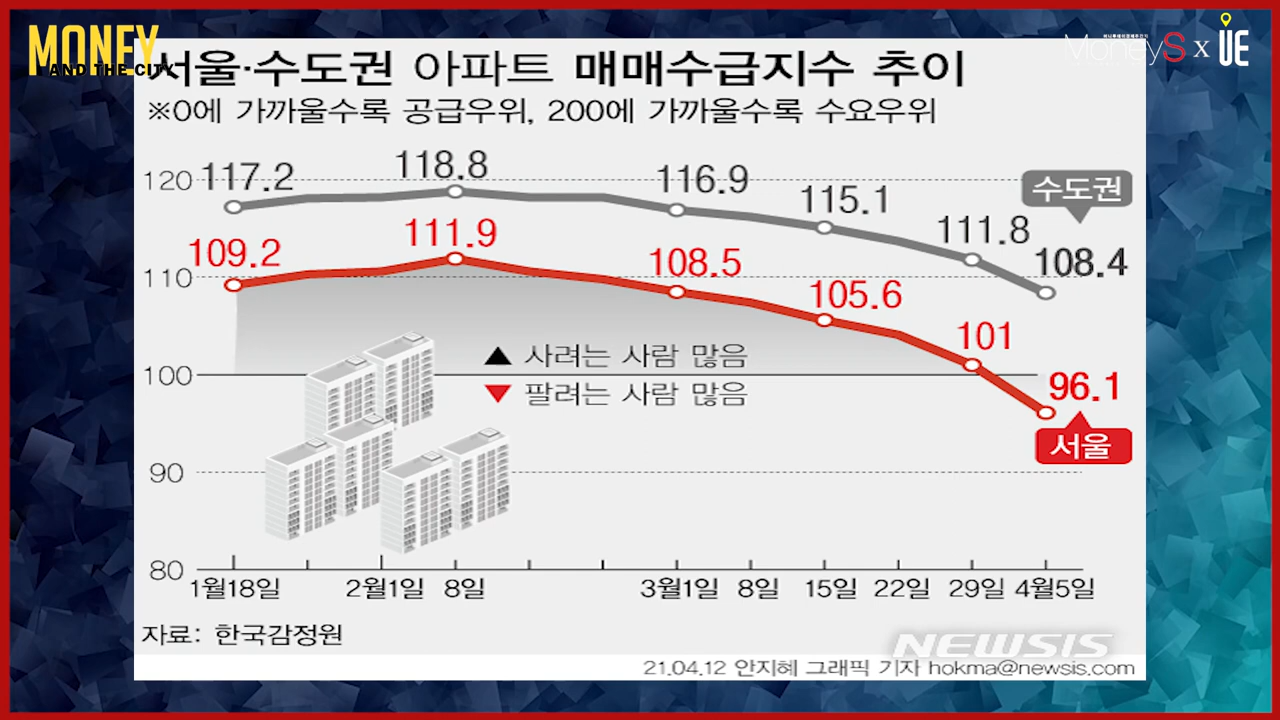 MONEY
AND THE CITY
MoneyS X UE
서울·수도권 아파트 매매수급지수 추이
※0에 가까울수록 공급우위, 200에 가까울수록 수요우위
120
117.2
118.8
116.9
115.1
111.8
108.4
수도권
110
109.2
111.9
108.5
105.6
101
96.1
서울
▲ 사려는 사람 많음
▼ 팔려는 사람 많음
100
90
80
1월18일 2월1일 8일 3월1일 8일 15일 22일 29일 4월5일
자료: 한국감정원
NEWSIS
21.04.12 안지혜 그래픽 기자 hokma@newsis.com